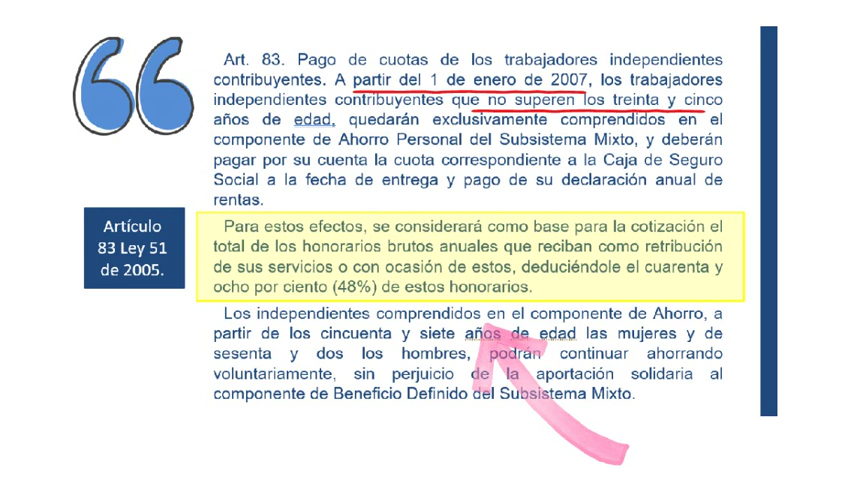 Art. 83. Pago de cuotas de los trabajadores independientes
contribuyentes. A partir del 1 de enero de 2007, los trabajadores
independientes contribuyentes que no superen los treinta y cinco
años de edad, quedarán exclusivamente comprendidos en el
componente de Ahorro Personal del Subsistema Mixto, y deberán
pagar por su cuenta la cuota correspondiente a la Caja de Seguro
Social a la fecha de entrega y pago de su declaración anual de
rentas.
Artículo
83 Ley 51
de 2005.
Para estos efectos, se considerará como base para la cotización el
total de los honorarios brutos anuales que reciban como retribución
de sus servicios o con ocasión de estos, deduciéndole el cuarenta y
ocho por ciento (48%) de estos honorarios.
Los independientes comprendidos en el componente de Ahorro, a
partir de los cincuenta y siete años de edad las mujeres y de
sesenta y dos los hombres, podrán continuar ahorrando
voluntariamente, sin perjuicio de la aportación solidaria al
componente de Beneficio Definido del Subsistema Mixto.